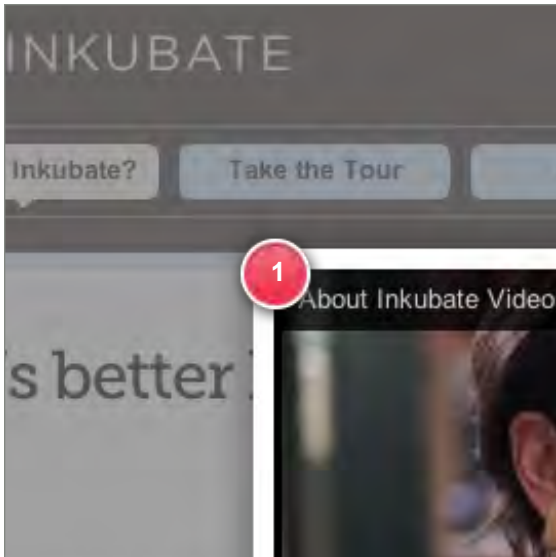 INKUBATE
Inkubate?
Take the Tour
1
About Inkubate Video
s better